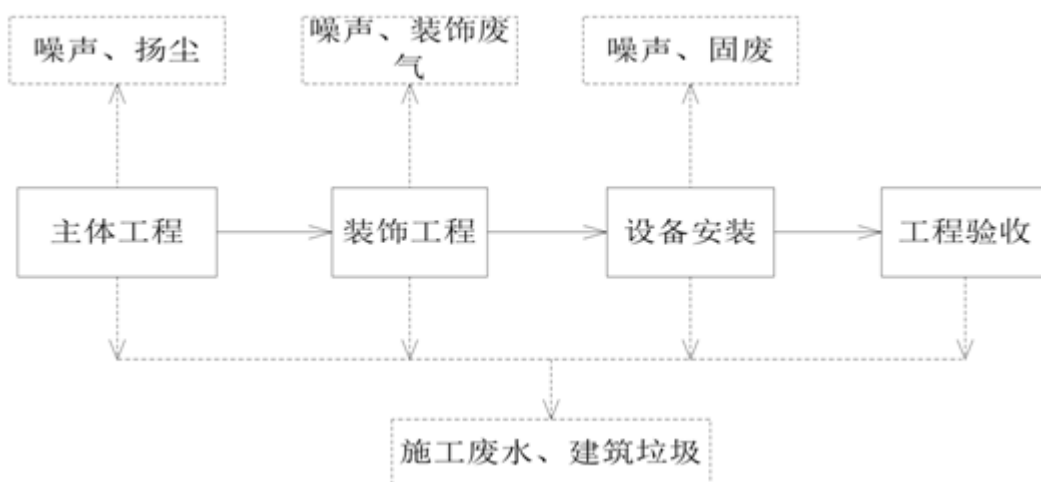 噪声、扬尘
噪声、装饰废
气
噪声、固废
主体工程
装饰工程
设备安装
工程验收
施工废水、建筑垃圾